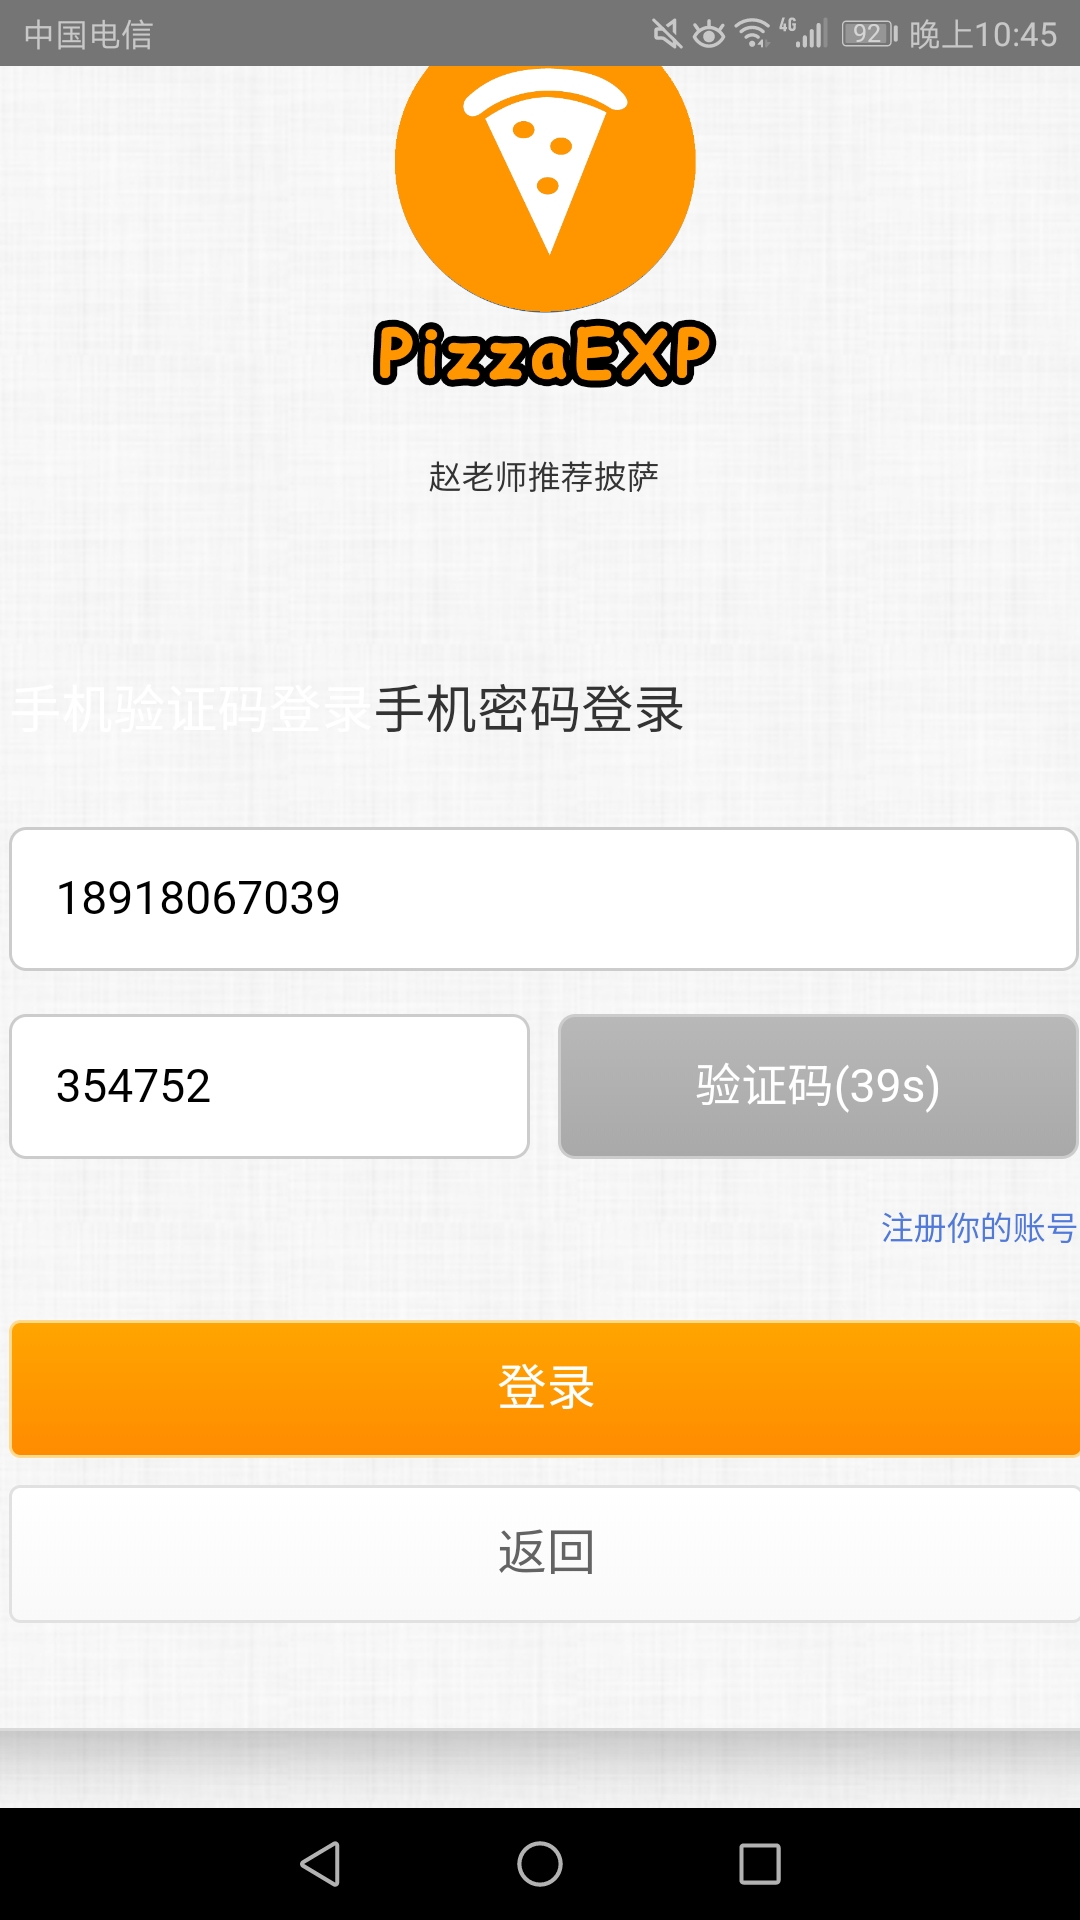 中国电信 4G 92 晚上10:45
PizzaEXP
赵老师推荐披萨
手机验证码登录手机密码登录
18918067039
354752 验证码(39s)
注册你的账号
登录
返回